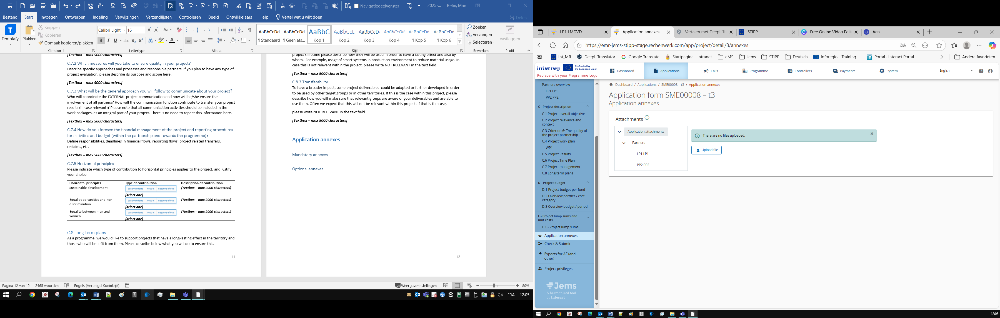 Navigatiedeelvenster
2025-...
Belin, Marc
Bestand
Start
Invoegen
Ontwerpen
Indeling
Verwijzingen
Verzendlijsten
Controleren
Beeld
Ontwikkelaars
Help
Vertel wat u wilt doen
Delen
Templafy
Plakken
Knippen
Kopiëren
Opmaak kopiëren/plakken
Klembord
Calibri Light
16
Lettertype
Alinea
AaBbCcDd
¶ Standaard
AaBbCcDd
¶ Geen afs...
AaBbC
Kop 1
AaBbCcD
Kop 2
AaBbCcD
Kop 3
AaBbCcDd
Kop 4
AaBbCcDd
¶ Kop 5
AaBbCcDd
¶ Kop 6
Stijlen
Zoeken
Vervangen
Selecteren
Bewerken
Vastleggen
Profit
[Textbox – max 5000 characters]
C.7.2 Which measures will you take to ensure quality in your project?
Describe specific approaches and processes and responsible partners. If you plan to have any type of
project evaluation, please describe its purpose and scope here.
[Textbox – max 5000 characters]
C.7.3 What will be the general approach you will follow to communicate about your project?
Who will coordinate the EXTERNAL project communication and how will he/she ensure the
involvement of all partners? How will the communication function contribute to transfer your project
results (in case relevant)? Please note that all communication activities should be included in the
work packages, as an integral part of your project. There is no need to repeat this information here.
[Textbox – max 5000 characters]
C.7.4 How do you foresee the financial management of the project and reporting procedures
for activities and budget (within the partnership and towards the programme)?
Define responsibilities, deadlines in financial flows, reporting flows, project related transfers,
reclaims, etc.
[Textbox – max 5000 characters]
C.7.5 Horizontal principles
Please indicate which type of contribution to horizontal principles applies to the project, and justify
your choice.
Horizontal principles
Type of contribution
Description of contribution
Sustainable development
positive effects neutral negative effects
[select one]
[Textbox – max 2000 characters]
Equal opportunities and non-
discrimination
positive effects neutral negative effects
[select one]
[Textbox – max 2000 characters]
Equality between men and
women
positive effects neutral negative effects
[select one]
[Textbox – max 2000 characters]
C.8 Long-term plans
As a programme, we would like to support projects that have a long-lasting effect in the territory and
those who will benefit from them. Please describe below what you will do to ensure this.
11
project's lifetime please describe how they will be used in order to have a lasting effect and also by
whom. For example, usage of smart systems in production environment to reduce material usage. In
case this is not relevant within the project, please write NOT RELEVANT in the text field.
[Textbox – max 5000 characters]
C.8.3 Transferability
To have a broader impact, some project deliverables could be adapted or further developed in order
to be used by other target groups or in other territories. If this is the case within this project, please
describe how you will make sure that relevant groups are aware of your deliverables and are able to
use them. Often we expect that this will not be relevant within this project. If that is the case,
please write NOT RELEVANT in the text field.
[Textbox – max 5000 characters]
Application annexes
Mandatory annexes
Optional annexes
12
Pagina 12 van 12
2465 woorden
Engels (Verenigd Koninkrijk)
Weergave-instellingen
80%
FRA
12:05
LP1 LMDVD
Application annexes
Vertalen met DeepL Tr
STIPP
Free Online Video Edit
Aan
https://emr-jems-stipp-stage.rechenwerk.com/app/project/detail/8/annexes
Int_MR
DeepL Translator
Google Translate
Startpagina - Intranet
eMS
Jems
STIPP
Deutsch
Inforegio - Training...
Portal · Interact Portal
Andere favorieten
Interreg
Co-funded by
the European Union
Replace with your Programme Logo
Dashboard
Applications
Calls
Programme
Controllers
Payments
System
English
Partners overview
LP1 LP1
PP2 PP2
C - Project description
C.1 Project overall objective
C.2 Project relevance and
context
C.3 Criterion 6: The quality of
the project partnership
C.4 Project work plan
WP1
C.5 Project Results
C.6 Project Time Plan
C.7 Project management
C.8 Long-term plans
D - Project budget
D.1 Project budget per fund
D.2 Overview partner / cost
category
D.3 Overview budget / period
E - Project lump sums and
unit costs
E.1 - Project lump sums
Application annexes
Check & Submit
Exports for AF (and
other)
Project privileges
Jems
A harmonised tool
by Interact
Dashboard / Applications / SME00008 – t3 / Application annexes
Application form SME00008 – t3
Application annexes
Attachments
Application attachments
Partners
LP1 LP1
PP2 PP2
There are no files uploaded.
Upload file
12:05